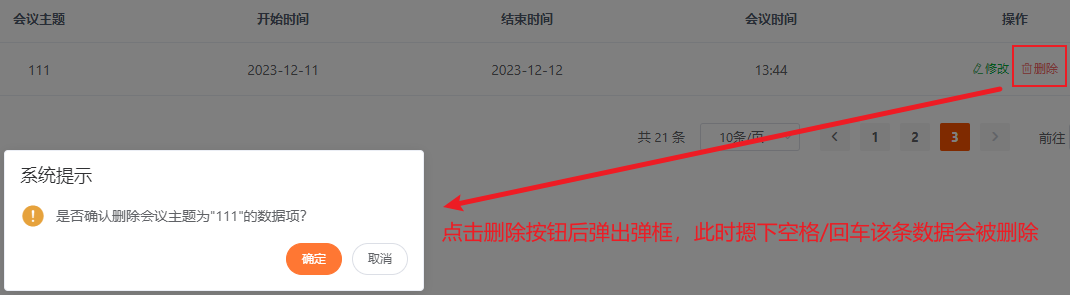 会议主题 开始时间 结束时间 会议时间 操作
111 2023-12-11 2023-12-12 13:44 修改 删除
共 21 条 10条/页 1 2 3 前往
系统提示
是否确认删除会议主题为"111"的数据项？
点击删除按钮后弹出弹框，此时摁下空格/回车该条数据会被删除
确定 取消